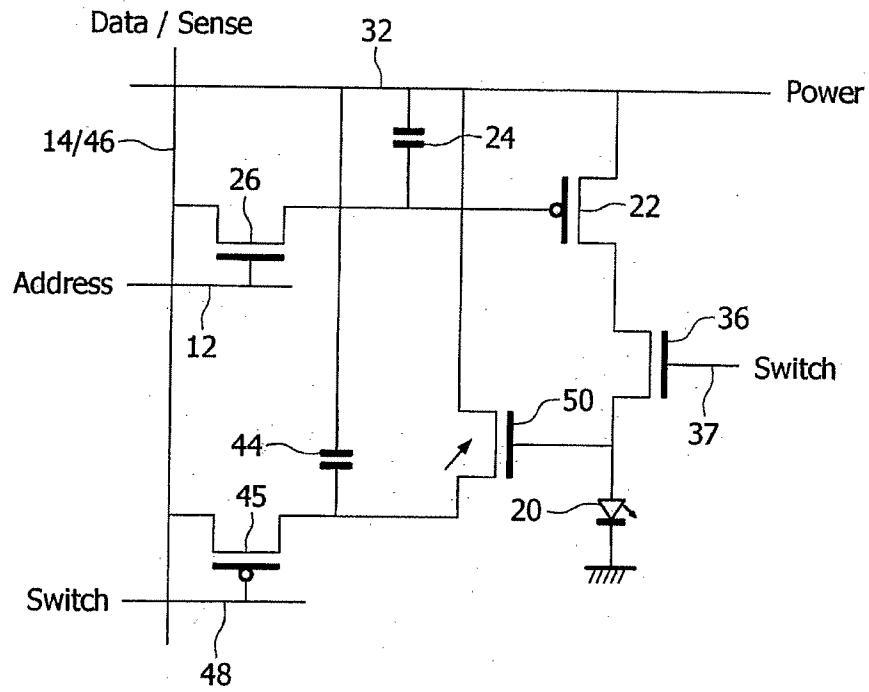 Data / Sense
32
Power
14/46
24
26
22
Address
12
36
Switch
37
50
44
45
20
Switch
48